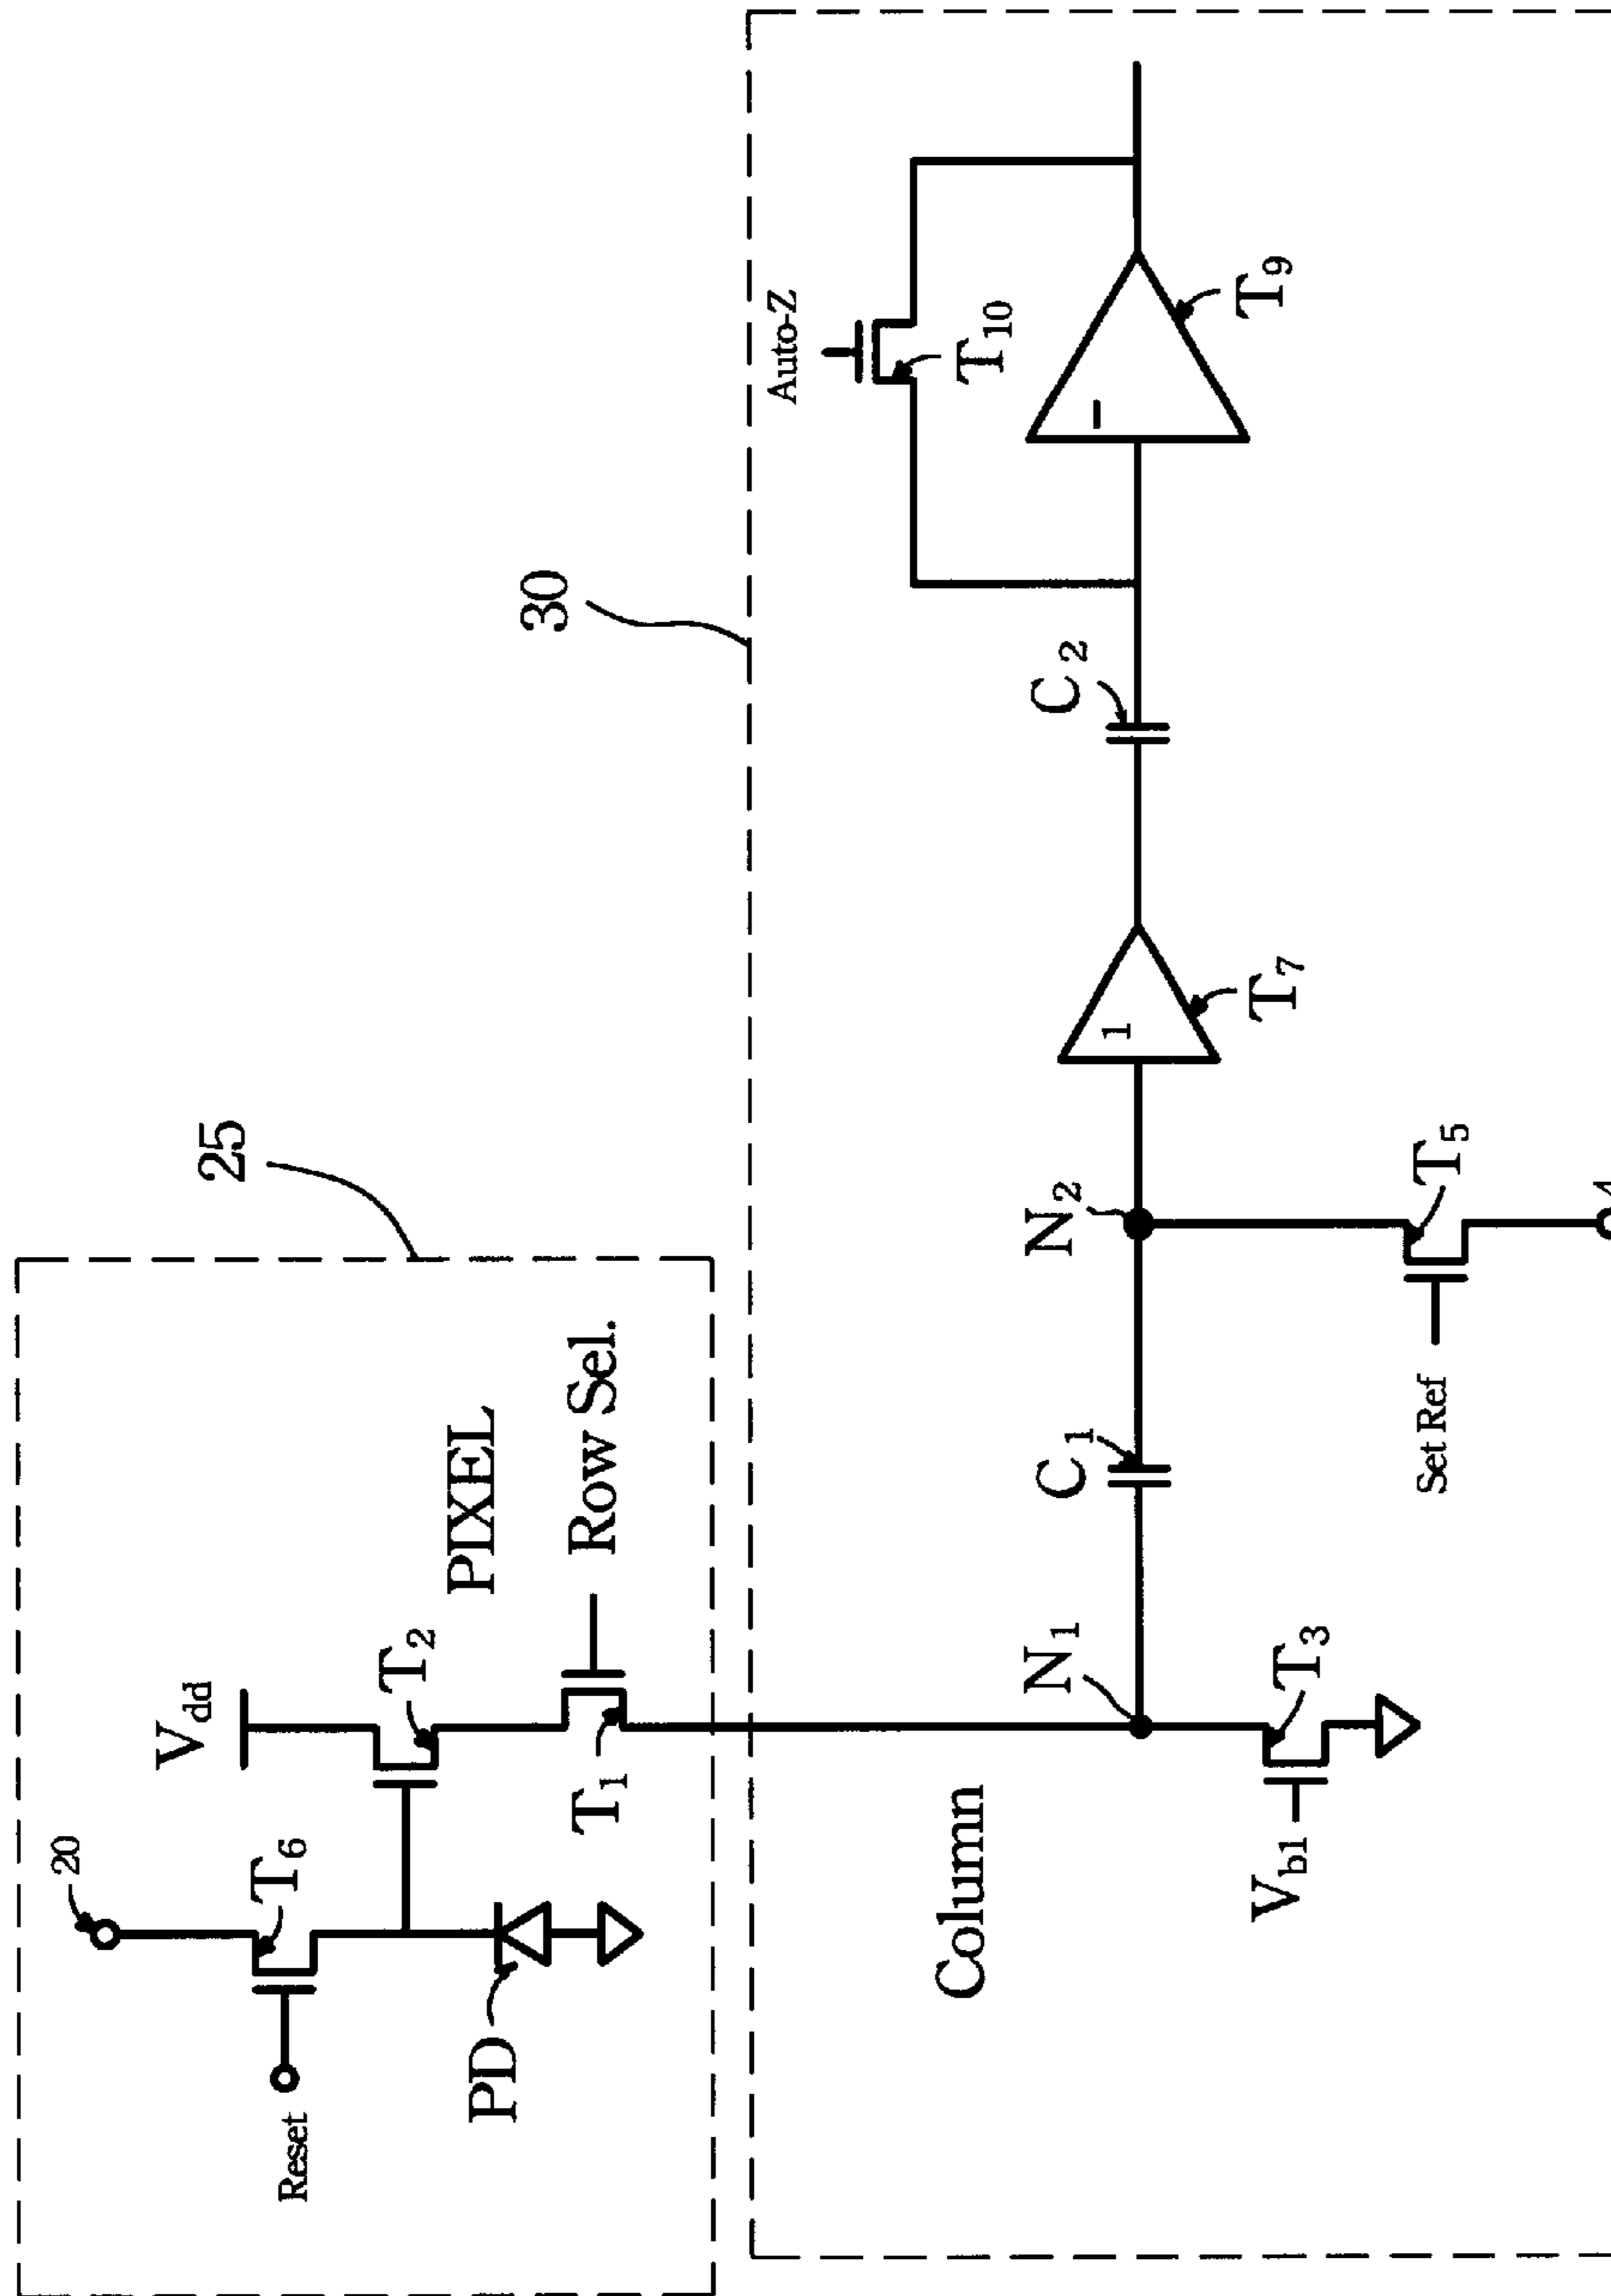 25
PIXEL
20
V_dd
T_6
T_2
Reset
PD
T_1
Row Sel.
30
Column
Auto-Z
T_10
N_1
C_1
N_2
C_2
1
-
V_b1
T_3
Set Ref
T_5
T_7
T_9